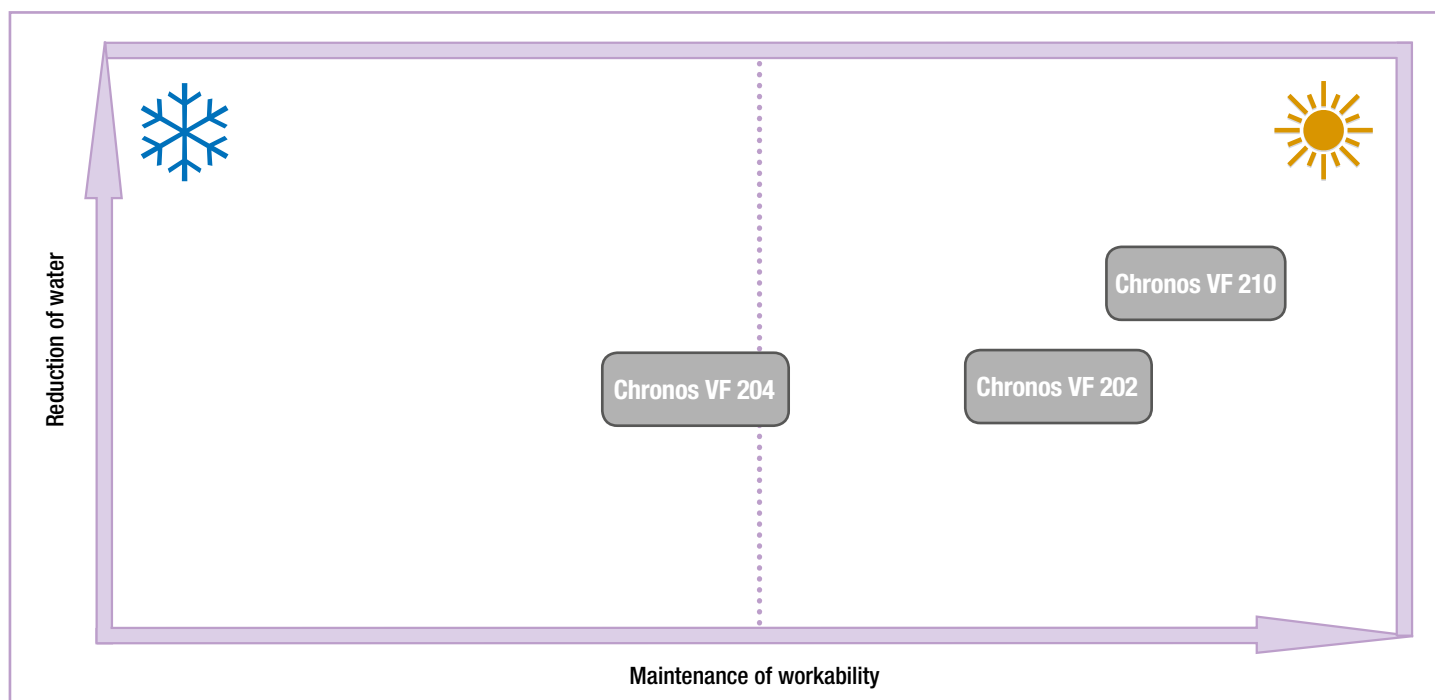 Reduction of water
Chronos VF 210
Chronos VF 204
Chronos VF 202
Maintenance of workability